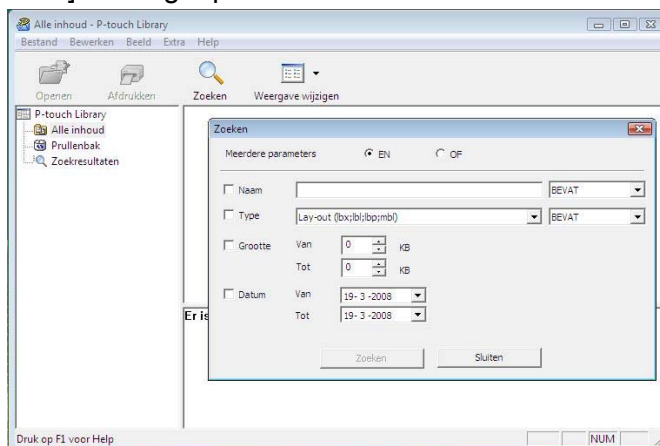 Alle inhoud - P-touch Library
Bestand Bewerken Beeld Extra Help
Openen Afdrukken Zoeken Weergave wijzigen
P-touch Library
Alle inhoud
Prullenbak
Zoekresultaten
Zoeken
Meerdere parameters EN OF
Naam BEVAT
Type Lay-out (lbx;lbl;lbp;mbl) BEVAT
Grootte Van 0 KB
Tot 0 KB
Datum Van 19- 3 -2008
Tot 19- 3 -2008
Er is
Zoeken Sluiten
Druk op F1 voor Help NUM